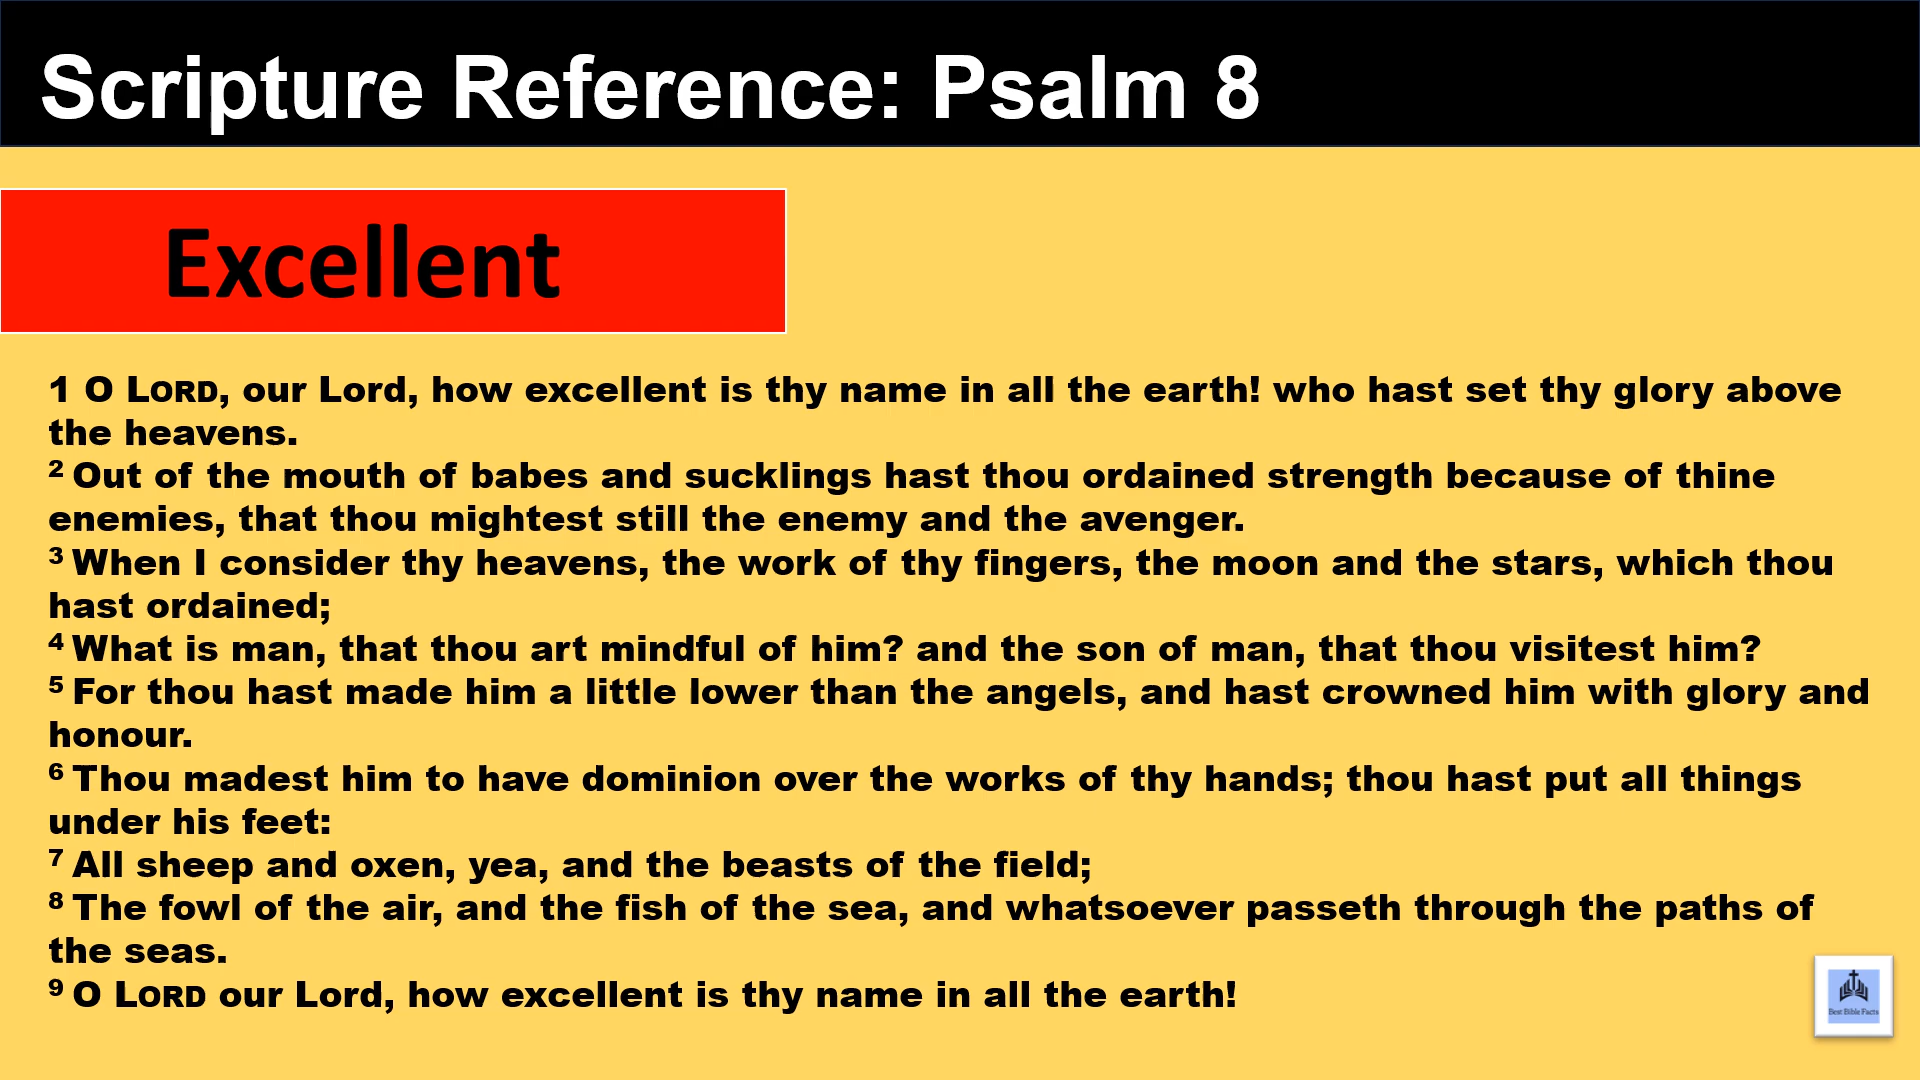 Scripture Reference: Psalm 8
Excellent
1 O LORD, our Lord, how excellent is thy name in all the earth! who hast set thy glory above
the heavens.
2 Out of the mouth of babes and sucklings hast thou ordained strength because of thine
enemies, that thou mightest still the enemy and the avenger.
3 When I consider thy heavens, the work of thy fingers, the moon and the stars, which thou
hast ordained;
4 What is man, that thou art mindful of him? and the son of man, that thou visitest him?
5 For thou hast made him a little lower than the angels, and hast crowned him with glory and
honour.
6 Thou madest him to have dominion over the works of thy hands; thou hast put all things
under his feet:
7 All sheep and oxen, yea, and the beasts of the field;
8 The fowl of the air, and the fish of the sea, and whatsoever passeth through the paths of
the seas.
9 O LORD our Lord, how excellent is thy name in all the earth!
Best Bible Facts